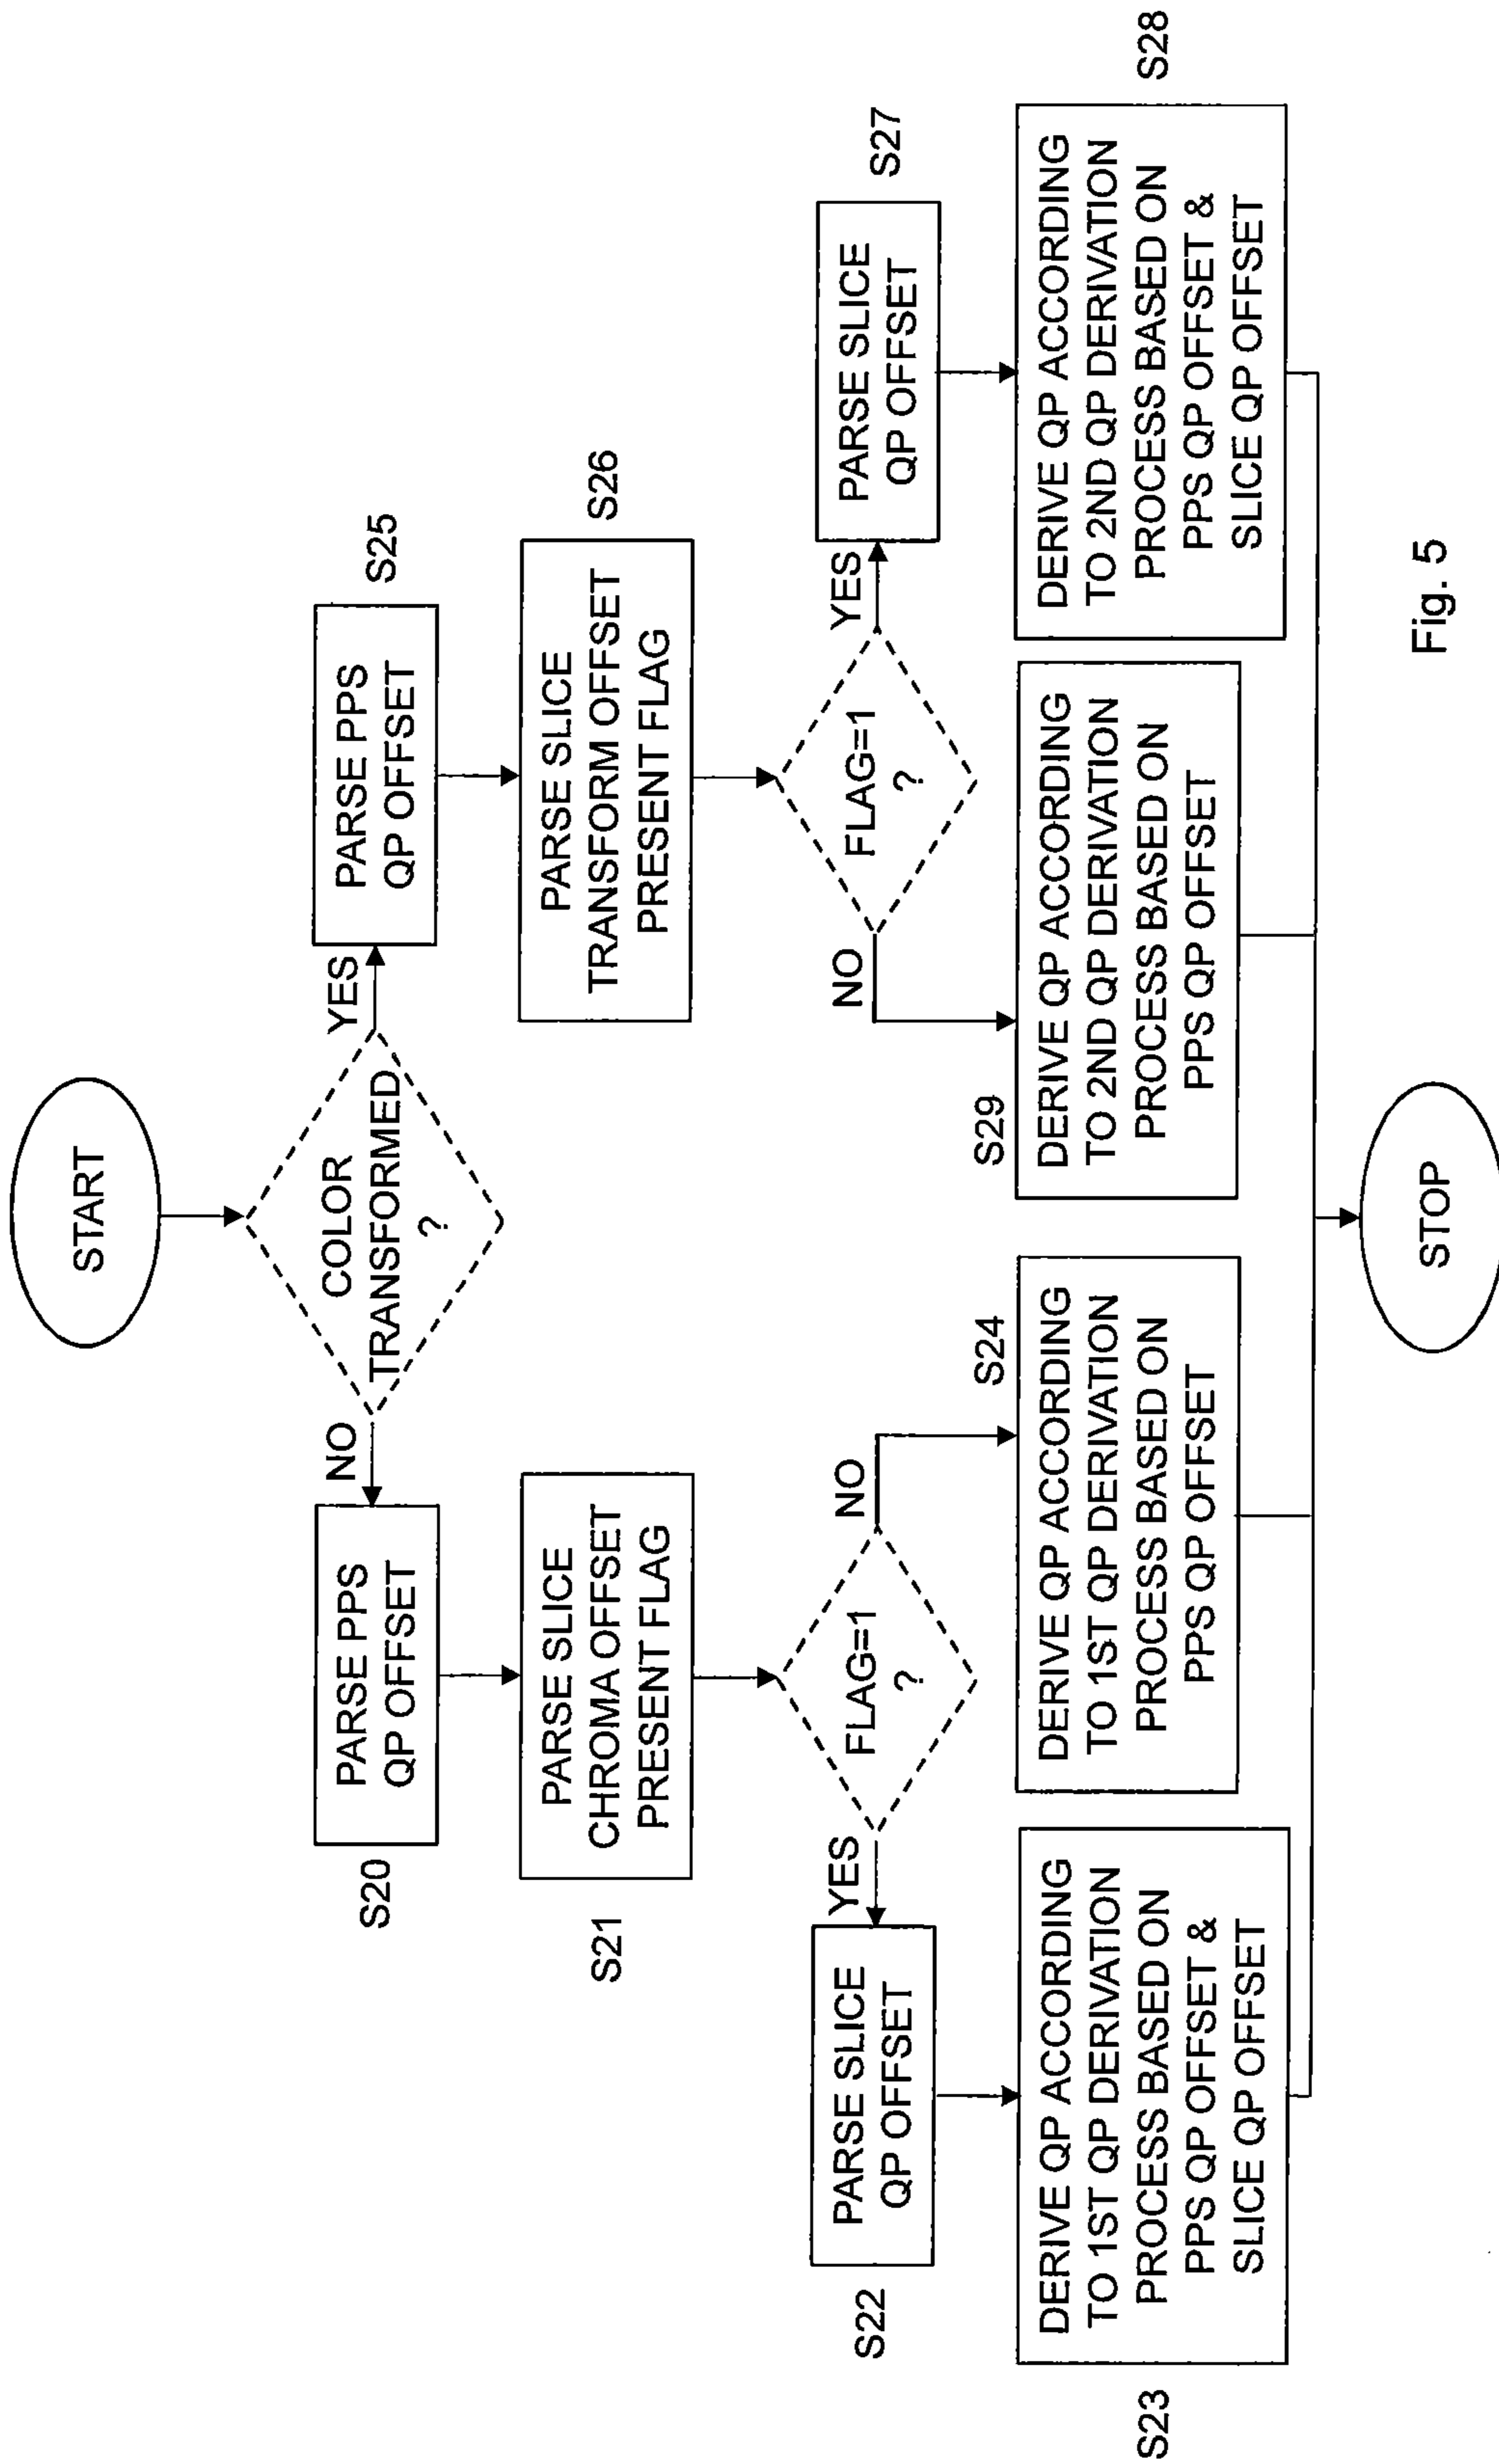 START
COLOR
TRANSFORMED
?
NO
YES
S20
PARSE PPS
QP OFFSET
PARSE PPS
QP OFFSET
S25
S21
PARSE SLICE
CHROMA OFFSET
PRESENT FLAG
PARSE SLICE
TRANSFORM OFFSET
PRESENT FLAG
S26
YES
FLAG=1
?
NO
NO
FLAG=1
?
YES
S22
PARSE SLICE
QP OFFSET
PARSE SLICE
QP OFFSET
S27
S23
DERIVE QP ACCORDING
TO 1ST QP DERIVATION
PROCESS BASED ON
PPS QP OFFSET &
SLICE QP OFFSET
S24
DERIVE QP ACCORDING
TO 1ST QP DERIVATION
PROCESS BASED ON
PPS QP OFFSET
S29
DERIVE QP ACCORDING
TO 2ND QP DERIVATION
PROCESS BASED ON
PPS QP OFFSET
DERIVE QP ACCORDING
TO 2ND QP DERIVATION
PROCESS BASED ON
PPS QP OFFSET &
SLICE QP OFFSET
S28
STOP
Fig. 5